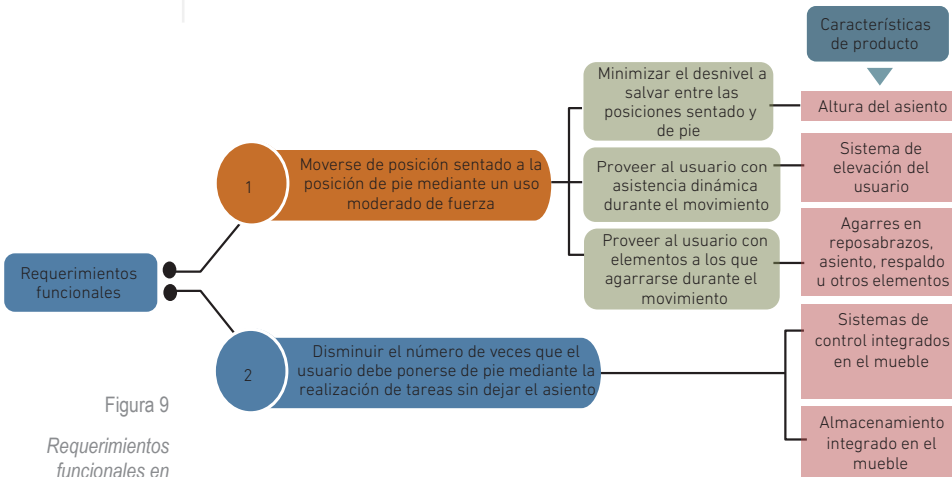 Características
de producto
Minimizar el desnivel a
salvar entre las
posiciones sentado y
de pie
Altura del asiento
1
Moverse de posición sentado a la
posición de pie mediante un uso
moderado de fuerza
Proveer al usuario con
asistencia dinámica
durante el movimiento
Sistema de
elevación del
usuario
Proveer al usuario con
elementos a los que
agarrarse durante el
movimiento
Agarres en
reposabrazos,
asiento, respaldo
u otros elementos
Requerimientos
funcionales
2
Disminuir el número de veces que el
usuario debe ponerse de pie mediante la
realización de tareas sin dejar el asiento
Sistemas de
control integrados
en el mueble
Almacenamiento
integrado en el
mueble
Figura 9
Requerimientos
funcionales en